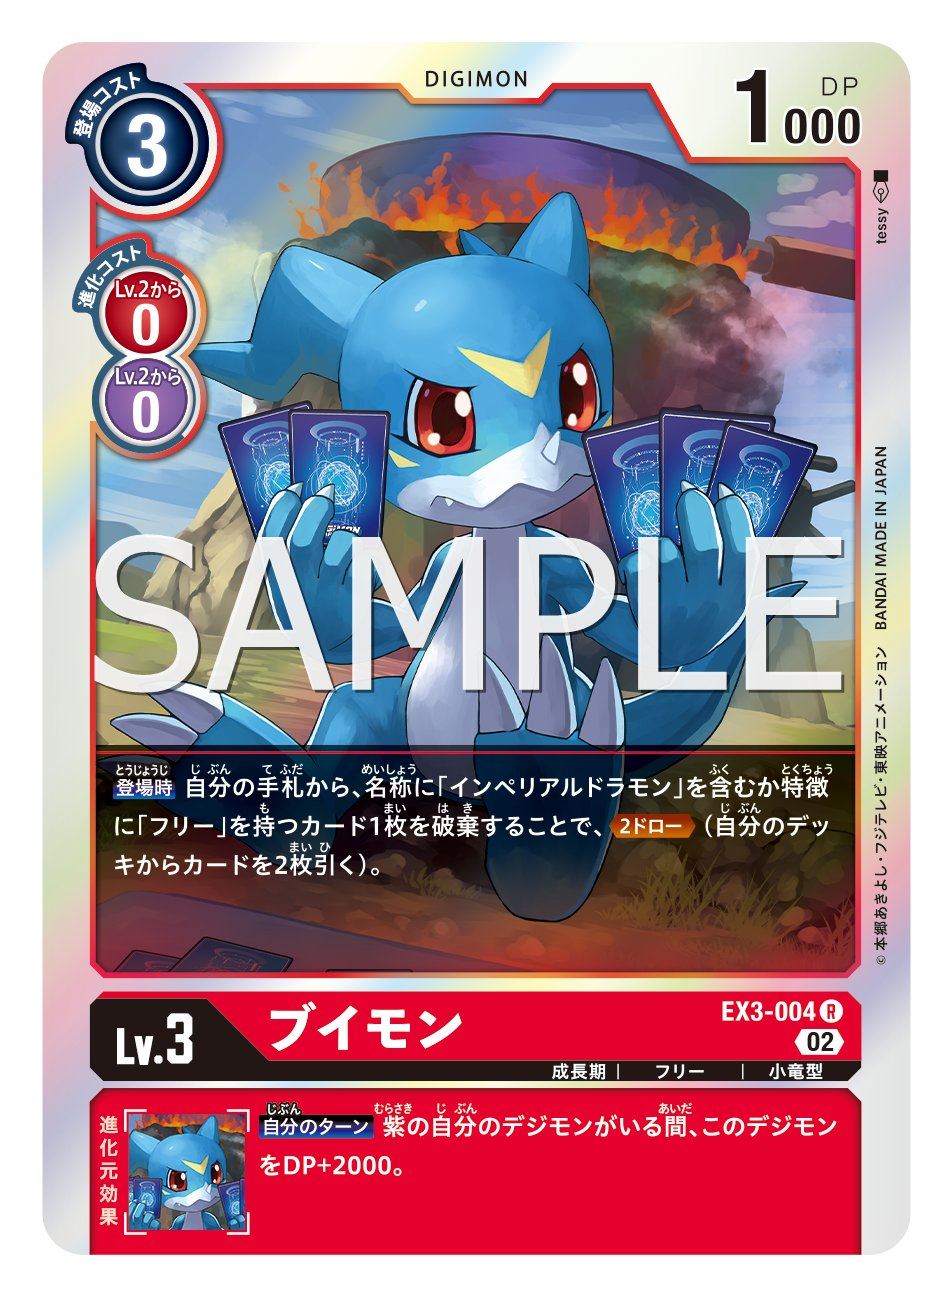 登場コスト
3
DIGIMON
1000
DP
進化コスト
Lv.2から
0
Lv.2から
0
tessy
SAMPLE
登場時 自分の手札から、名称に「インペリアルドラモン」を含むか特徴
に「フリー」を持つカード1枚を破棄することで、2ドロー（自分のデッ
キからカードを2枚引く）。
©本郷あきよし・フジテレビ・東映アニメーション BANDAI MADE IN JAPAN
Lv.3
ブイモン
EX3-004 R
02
成長期 | フリー | 小竜型
進化元効果
自分のターン 紫の自分のデジモンがいる間、このデジモン
をDP+2000。